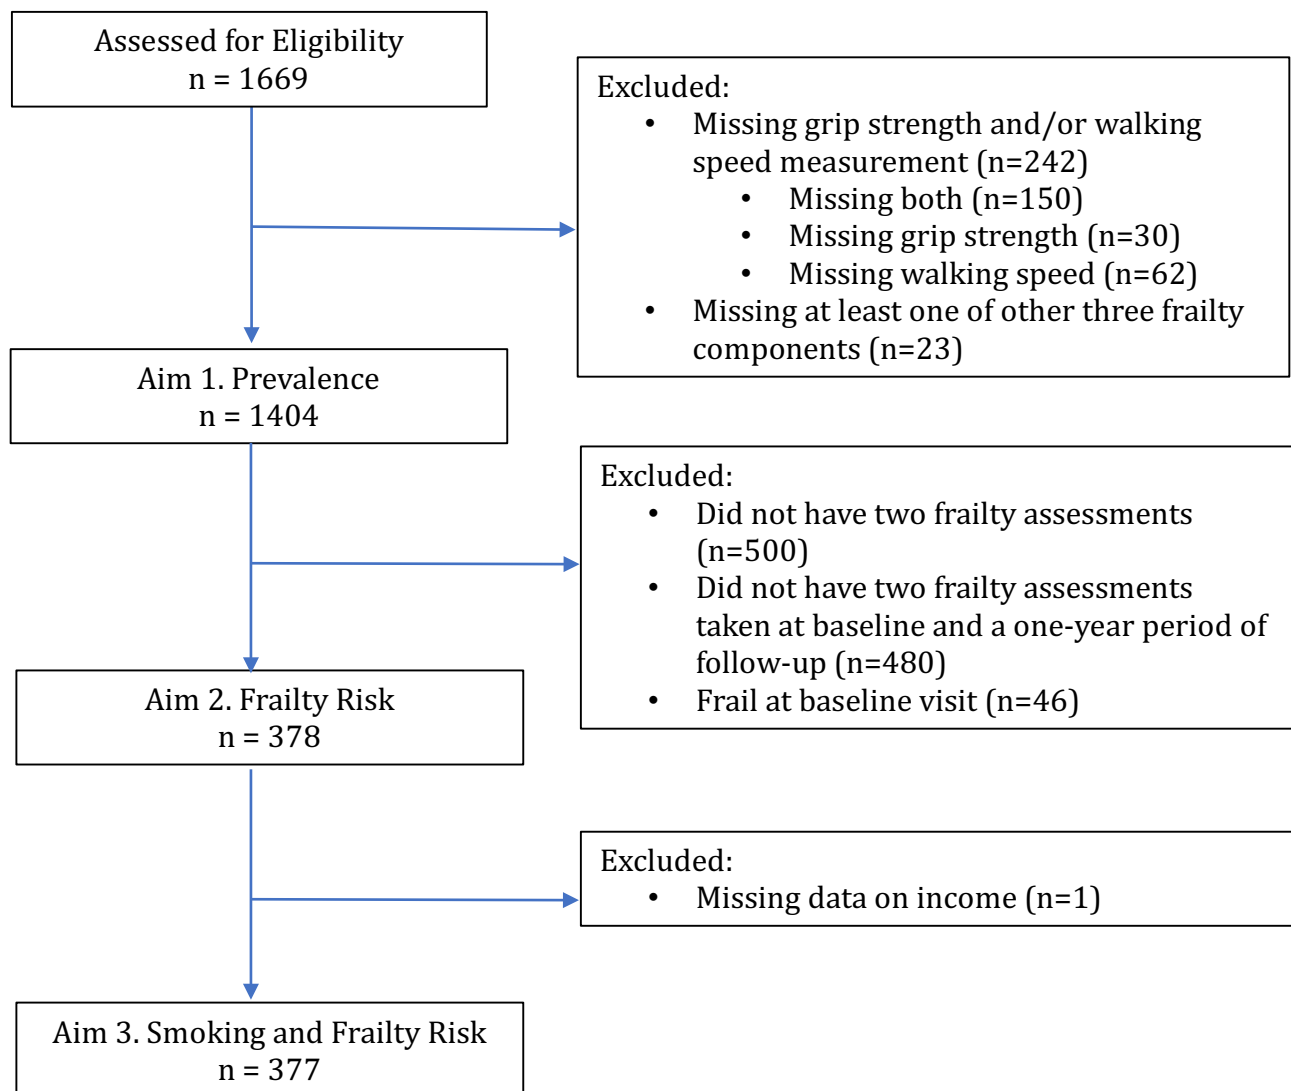 Assessed for Eligibility
n = 1669
Excluded:
• Missing grip strength and/or walking
speed measurement (n=242)
• Missing both (n=150)
• Missing grip strength (n=30)
• Missing walking speed (n=62)
• Missing at least one of other three frailty
components (n=23)
Aim 1. Prevalence
n = 1404
Excluded:
• Did not have two frailty assessments
(n=500)
• Did not have two frailty assessments
taken at baseline and a one-year period of
follow-up (n=480)
• Frail at baseline visit (n=46)
Aim 2. Frailty Risk
n = 378
Excluded:
• Missing data on income (n=1)
Aim 3. Smoking and Frailty Risk
n = 377